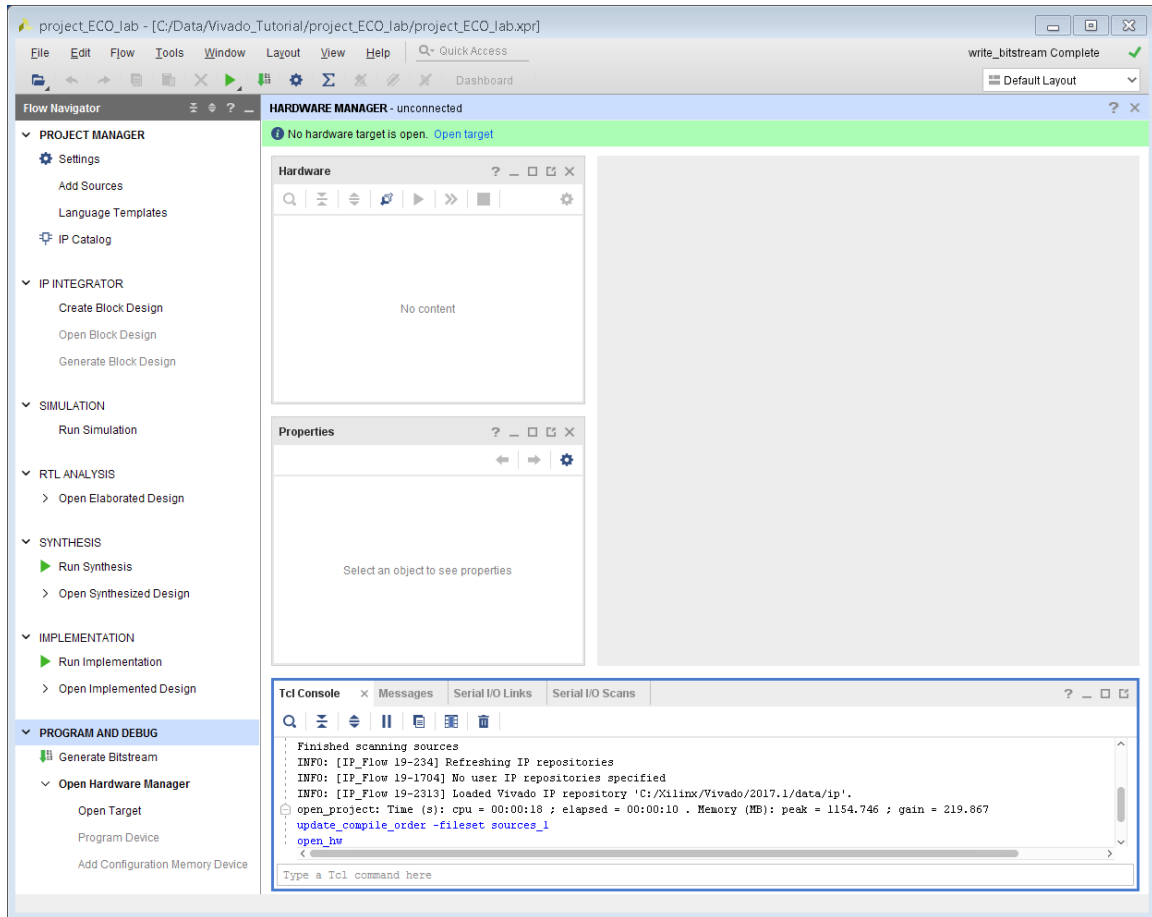 project_ECO_lab - [C:/Data/Vivado_Tutorial/project_ECO_lab/project_ECO_lab.xpr]
File Edit Flow Tools Window Layout View Help Quick Access write_bitstream Complete
Dashboard Default Layout
Flow Navigator
PROJECT MANAGER
Settings
Add Sources
Language Templates
IP Catalog
IP INTEGRATOR
Create Block Design
Open Block Design
Generate Block Design
SIMULATION
Run Simulation
RTL ANALYSIS
Open Elaborated Design
SYNTHESIS
Run Synthesis
Open Synthesized Design
IMPLEMENTATION
Run Implementation
Open Implemented Design
PROGRAM AND DEBUG
Generate Bitstream
Open Hardware Manager
Open Target
Program Device
Add Configuration Memory Device
HARDWARE MANAGER - unconnected
No hardware target is open. Open target
Hardware
No content
Properties
Select an object to see properties
Tcl Console Messages Serial I/O Links Serial I/O Scans
Finished scanning sources
INFO: [IP_Flow 19-234] Refreshing IP repositories
INFO: [IP_Flow 19-1704] No user IP repositories specified
INFO: [IP_Flow 19-2313] Loaded Vivado IP repository 'C:/Xilinx/Vivado/2017.1/data/ip'.
open_project: Time (s): cpu = 00:00:18 ; elapsed = 00:00:10 . Memory (MB): peak = 1154.746 ; gain = 219.867
update_compile_order -fileset sources_1
open_hw
Type a Tcl command here